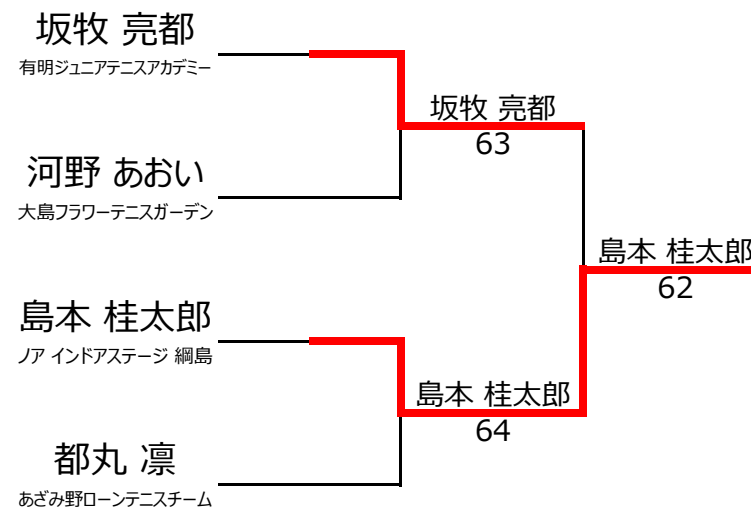 坂牧 亮都
有明ジュニアテニスアカデミー
坂牧 亮都
63
河野 あおい
大島フラワーテニスガーデン
島本 桂太郎
62
島本 桂太郎
ノア インドアステージ 綱島
島本 桂太郎
64
都丸 凛
あざみ野ローンテニスチーム